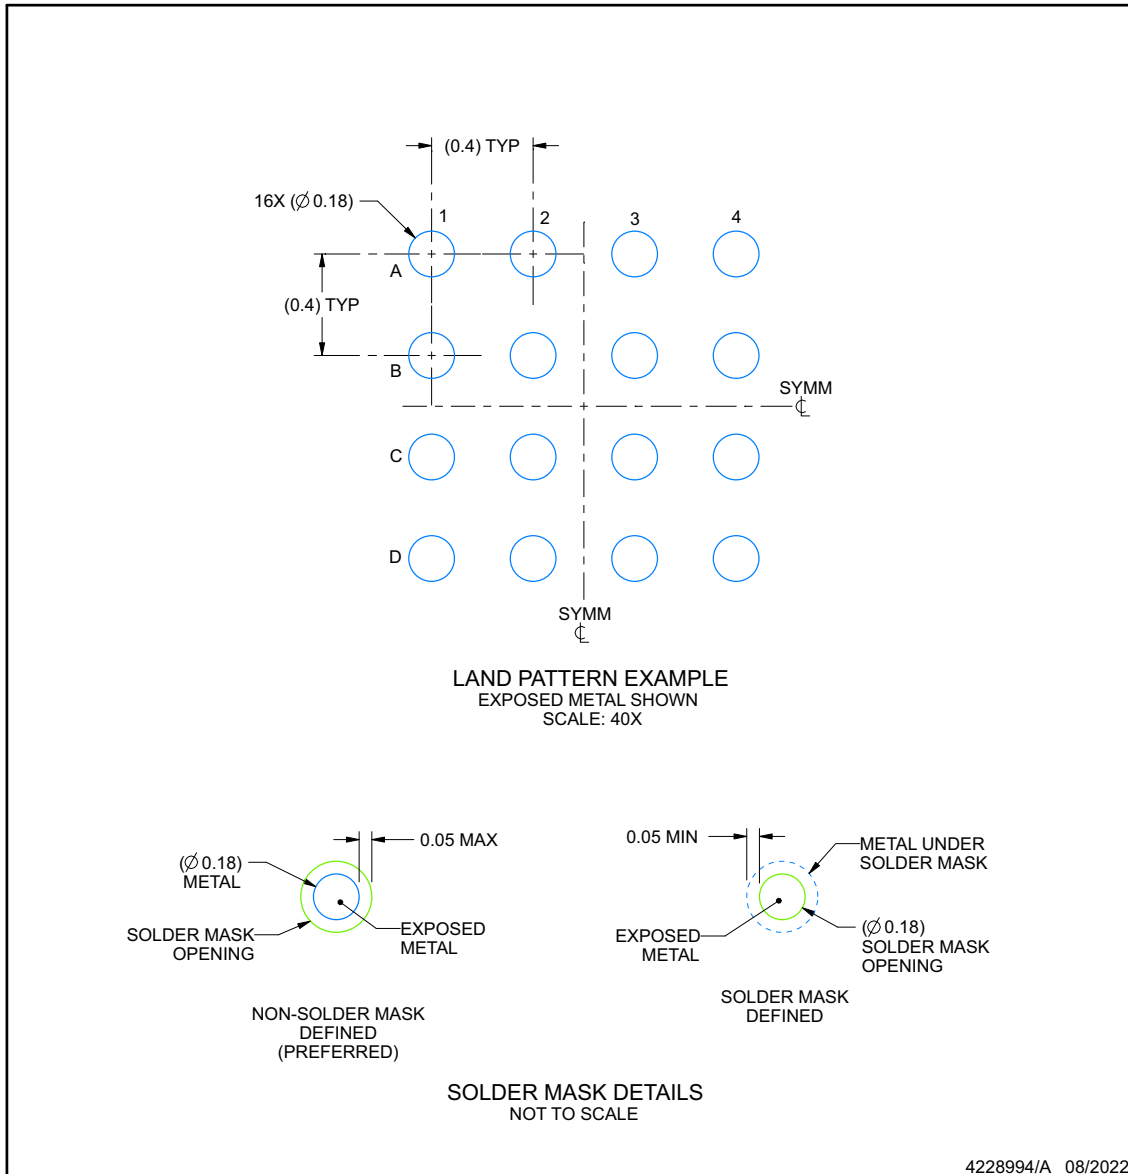 (0.4) TYP
16X (∅ 0.18)
1
2
3
4
A
(0.4) TYP
B
SYMM
℄
C
D
SYMM
℄
LAND PATTERN EXAMPLE
EXPOSED METAL SHOWN
SCALE: 40X
0.05 MAX
(∅ 0.18)
METAL
SOLDER MASK
OPENING
EXPOSED
METAL
NON-SOLDER MASK
DEFINED
(PREFERRED)
0.05 MIN
METAL UNDER
SOLDER MASK
EXPOSED
METAL
(∅ 0.18)
SOLDER MASK
OPENING
SOLDER MASK
DEFINED
SOLDER MASK DETAILS
NOT TO SCALE
4228994/A 08/2022